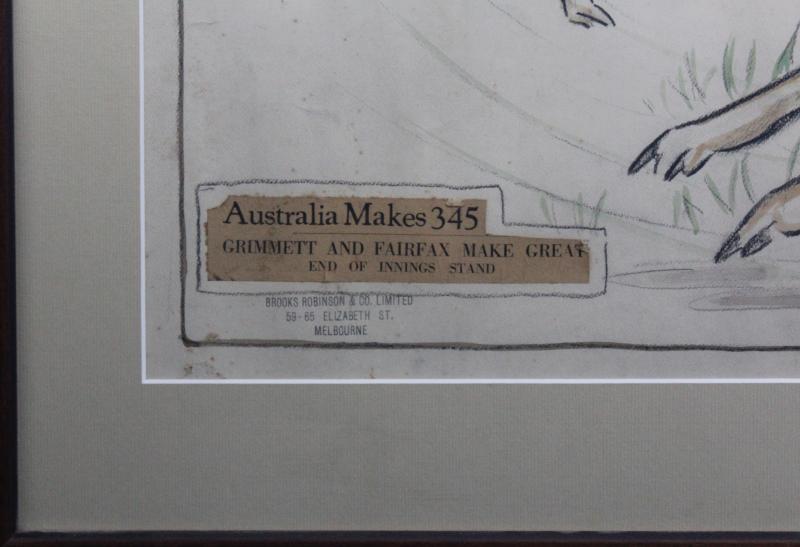 Australia Makes 345
GRIMMETT AND FAIRFAX MAKE GREAT
END OF INNINGS STAND
BROOKS ROBINSON & CO. LIMITED
59-65 ELIZABETH ST.
MELBOURNE